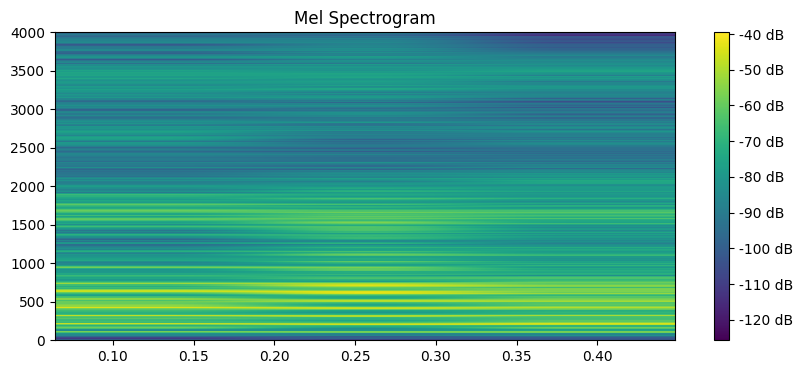 Mel Spectrogram
4000
3500
3000
2500
2000
1500
1000
500
0
0.10 0.15 0.20 0.25 0.30 0.35 0.40
-40 dB
-50 dB
-60 dB
-70 dB
-80 dB
-90 dB
-100 dB
-110 dB
-120 dB